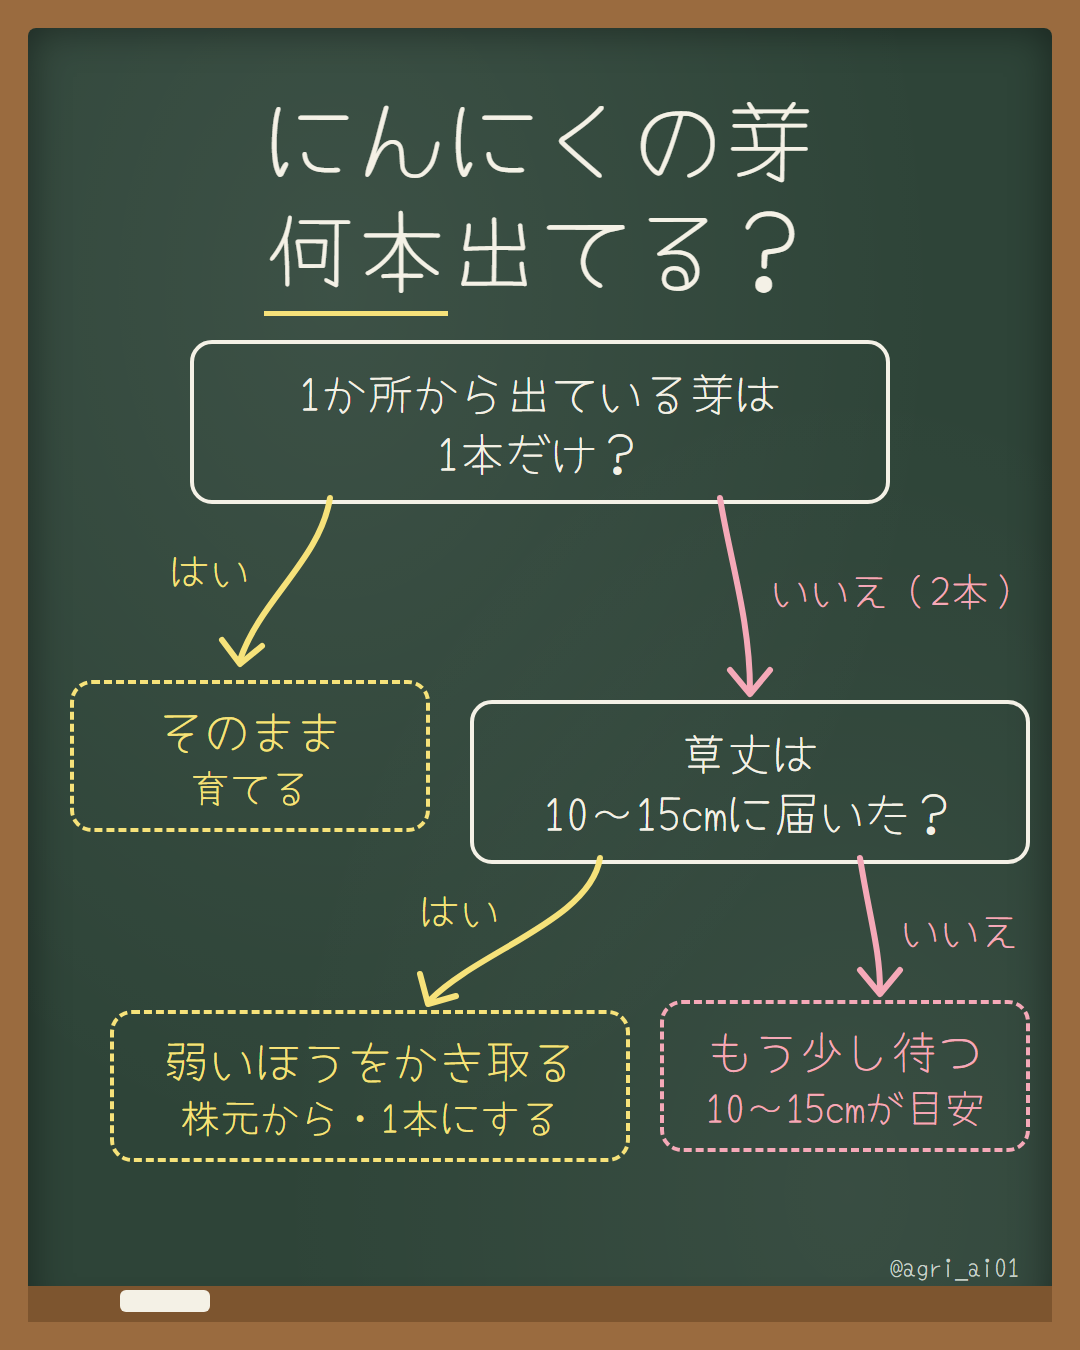 にんにくの芽
何本出てる？
1か所から出ている芽は
1本だけ？
はい
いいえ（2本）
そのまま
育てる
草丈は
10〜15cmに届いた？
はい
いいえ
弱いほうをかき取る
株元から・1本にする
もう少し待つ
10〜15cmが目安
@agri_ai01